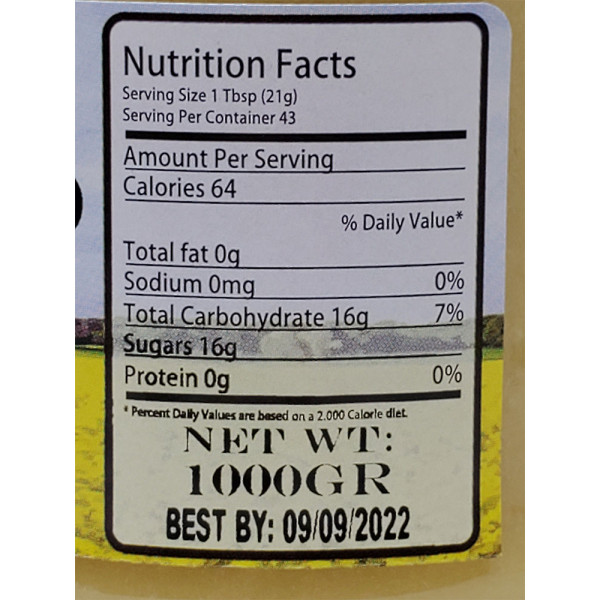 Nutrition Facts
Serving Size 1 Tbsp (21g)
Serving Per Container 43
Amount Per Serving
Calories 64
% Daily Value*
Total fat 0g
Sodium 0mg 0%
Total Carbohydrate 16g 7%
Sugars 16g
Protein 0g 0%
* Percent Daily Values are based on a 2.000 Calorie diet.
NET WT:
1000GR
BEST BY: 09/09/2022